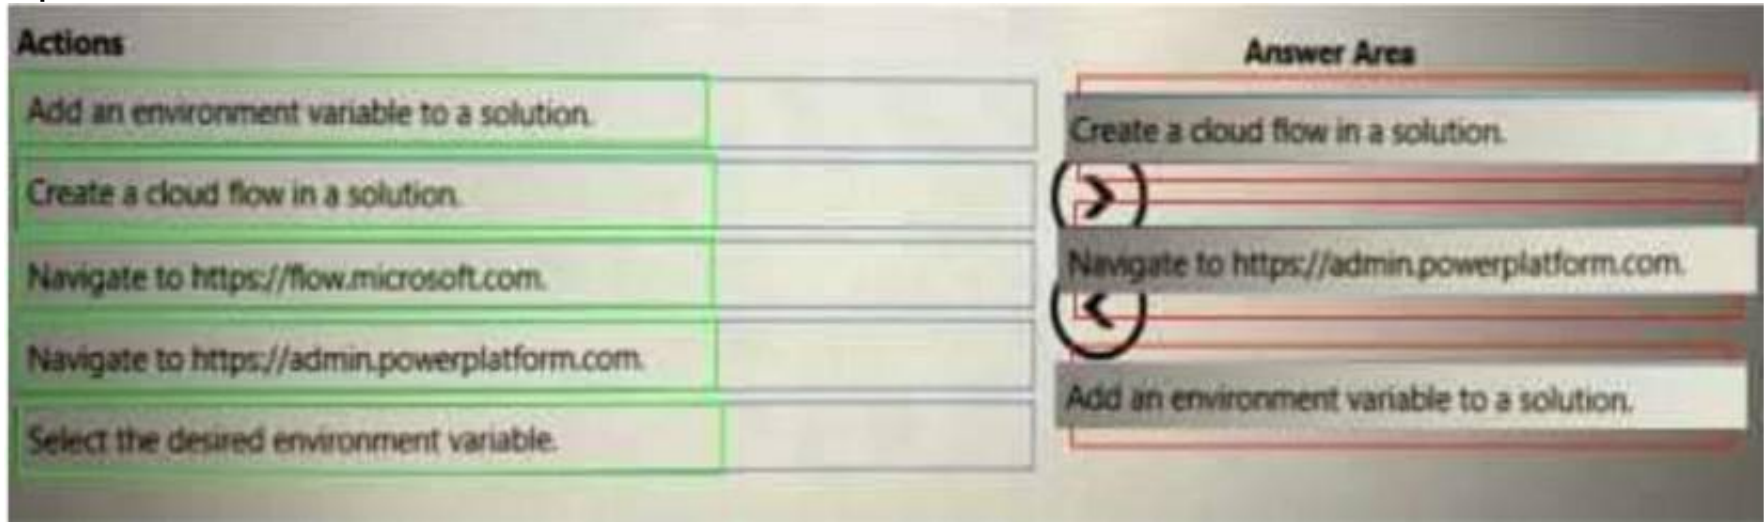 Actions
Add an environment variable to a solution.
Create a cloud flow in a solution.
Navigate to https://flow.microsoft.com.
Navigate to https://admin.powerplatform.com.
Select the desired environment variable.
Answer Area
Create a cloud flow in a solution.
Navigate to https://admin.powerplatform.com.
Add an environment variable to a solution.